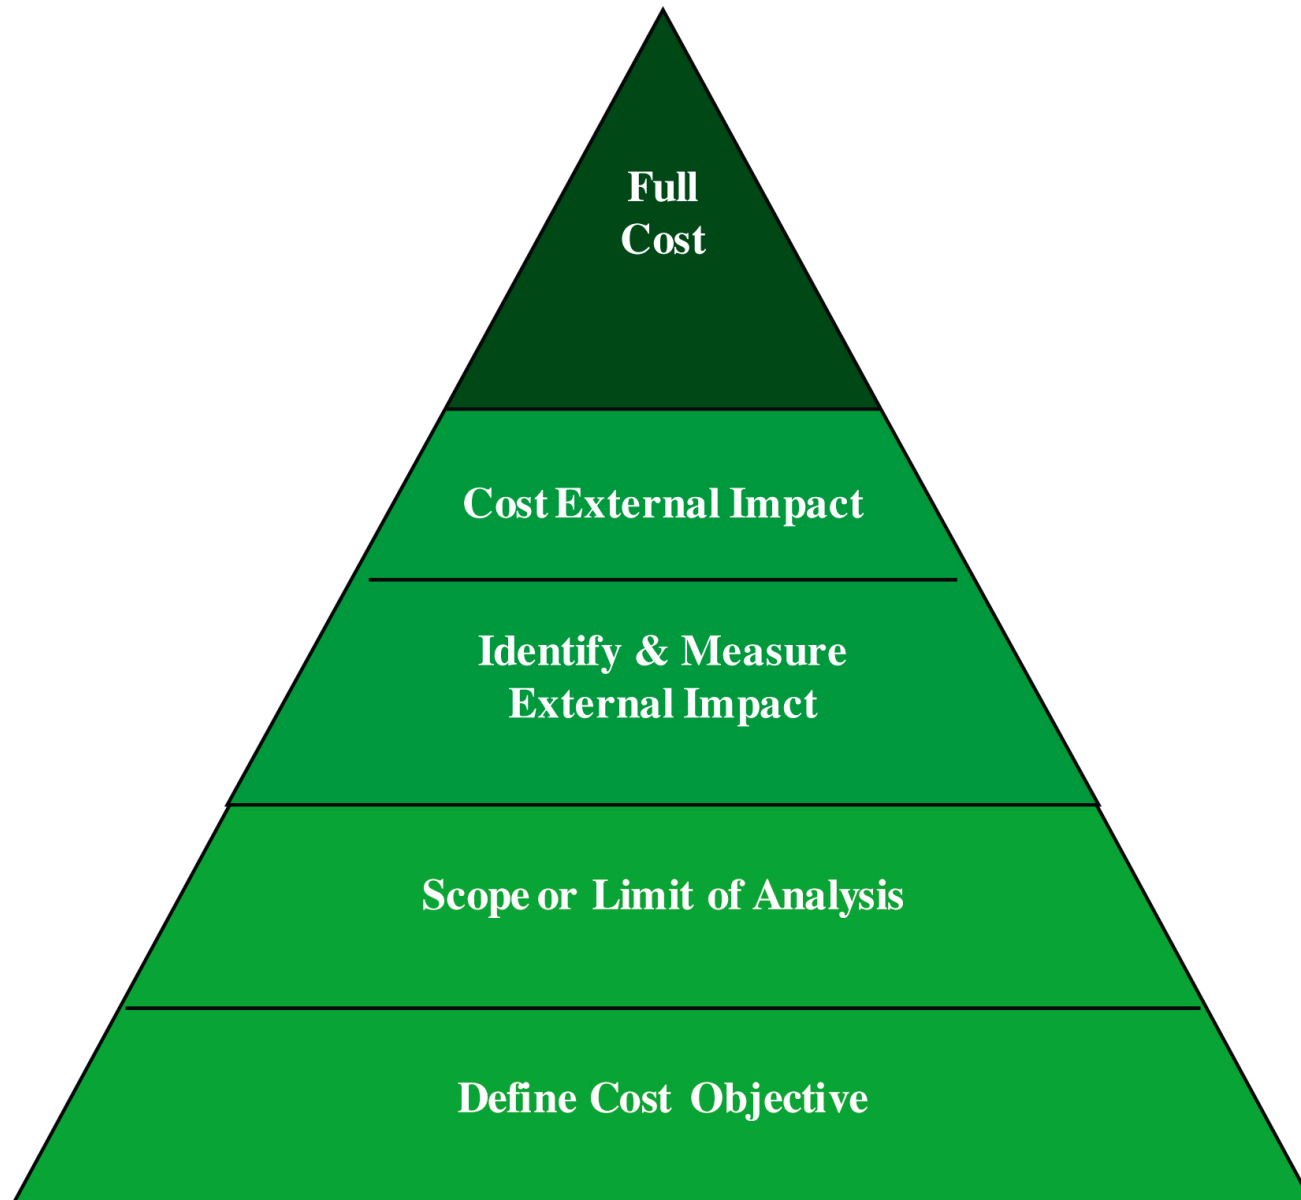 Full
Cost
Cost External Impact
Identify & Measure
External Impact
Scope or Limit of Analysis
Define Cost Objective